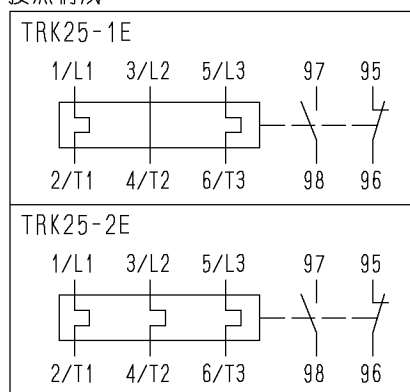 TRK25-1E
1/L1 3/L2 5/L3 97 95
2/T1 4/T2 6/T3 98 96
TRK25-2E
1/L1 3/L2 5/L3 97 95
2/T1 4/T2 6/T3 98 96